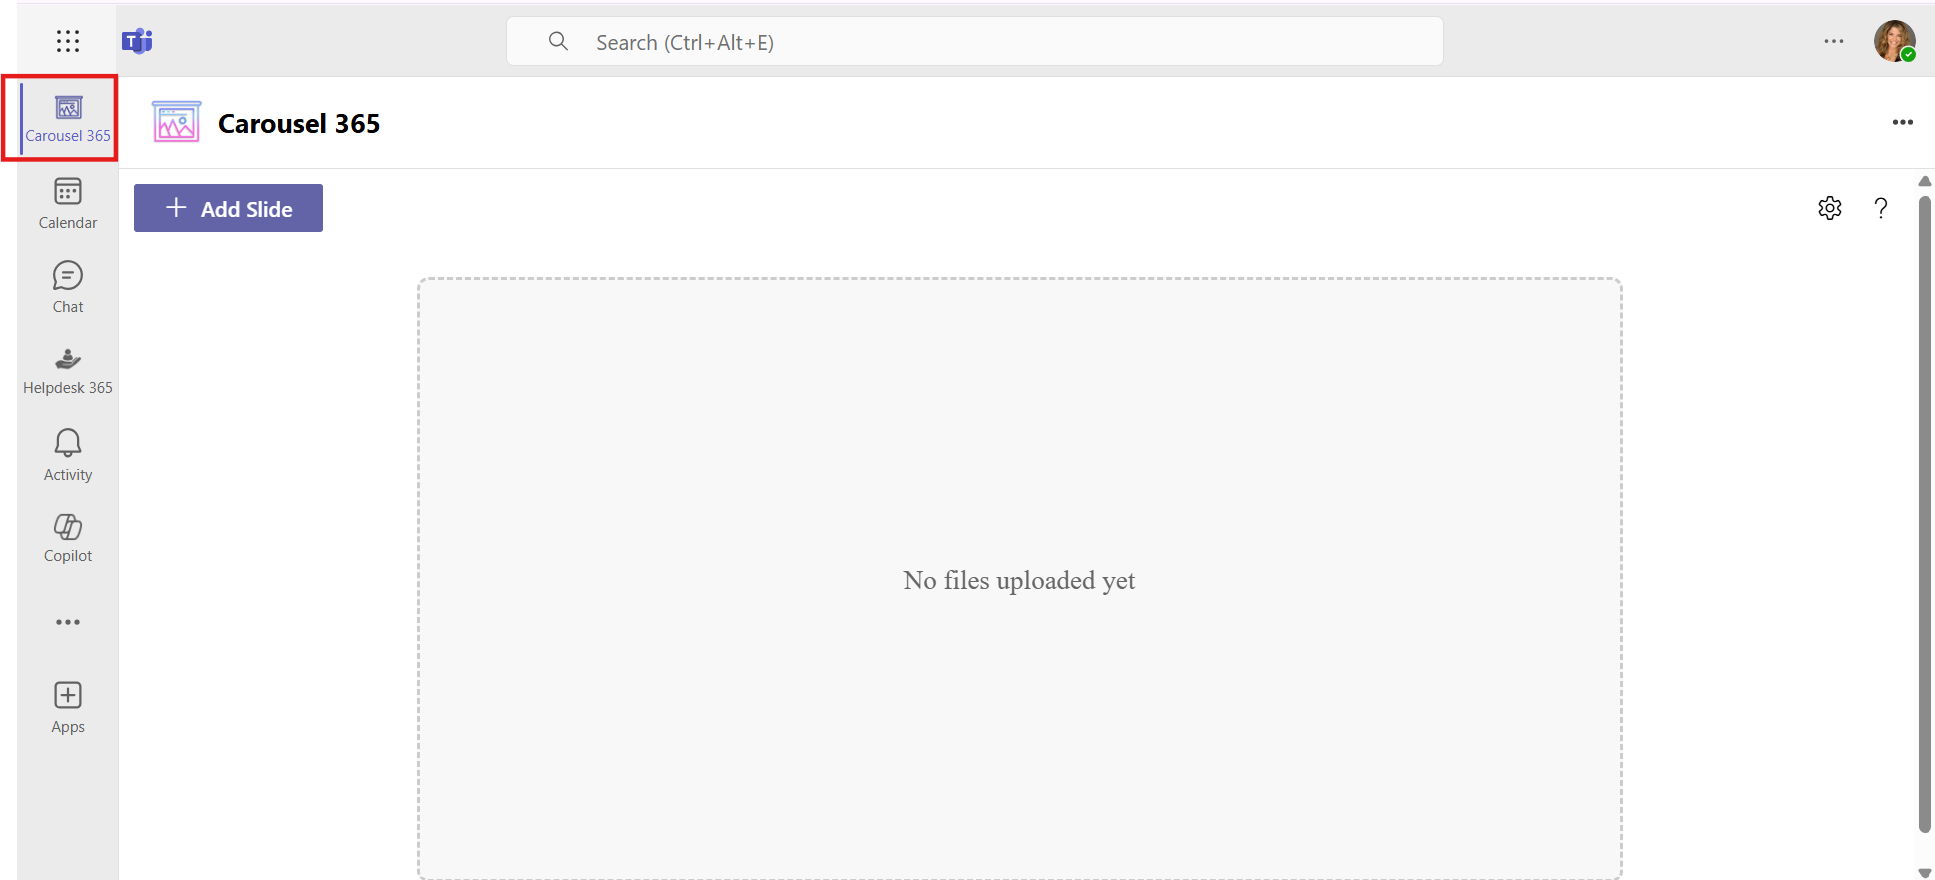 Search (Ctrl+Alt+E)
Carousel 365
Calendar
Chat
Helpdesk 365
Activity
Copilot
Apps
Carousel 365
Add Slide
?
No files uploaded yet